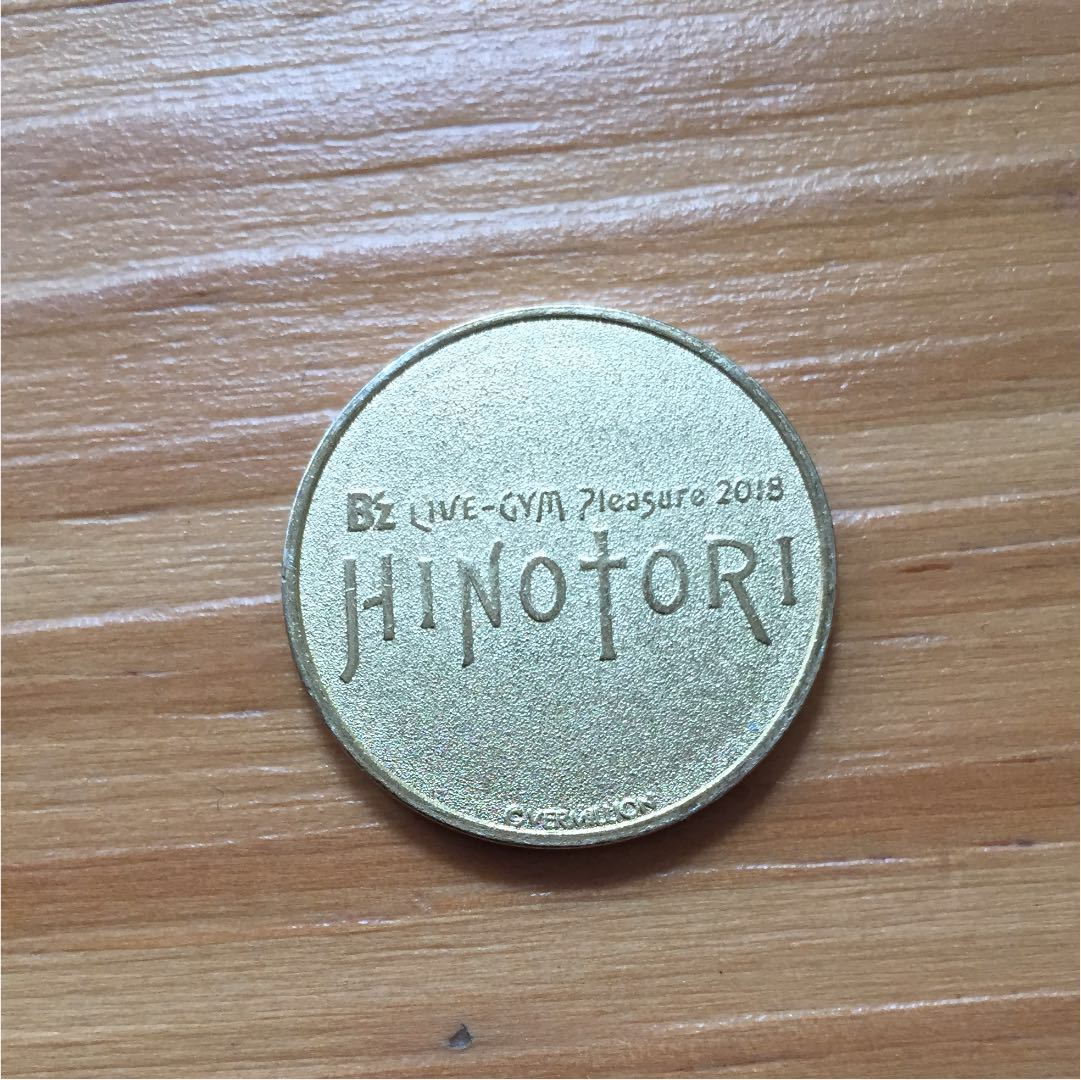 B'z LIVE-GYM Pleasure 2018
HINOTORI
©VERMILLION